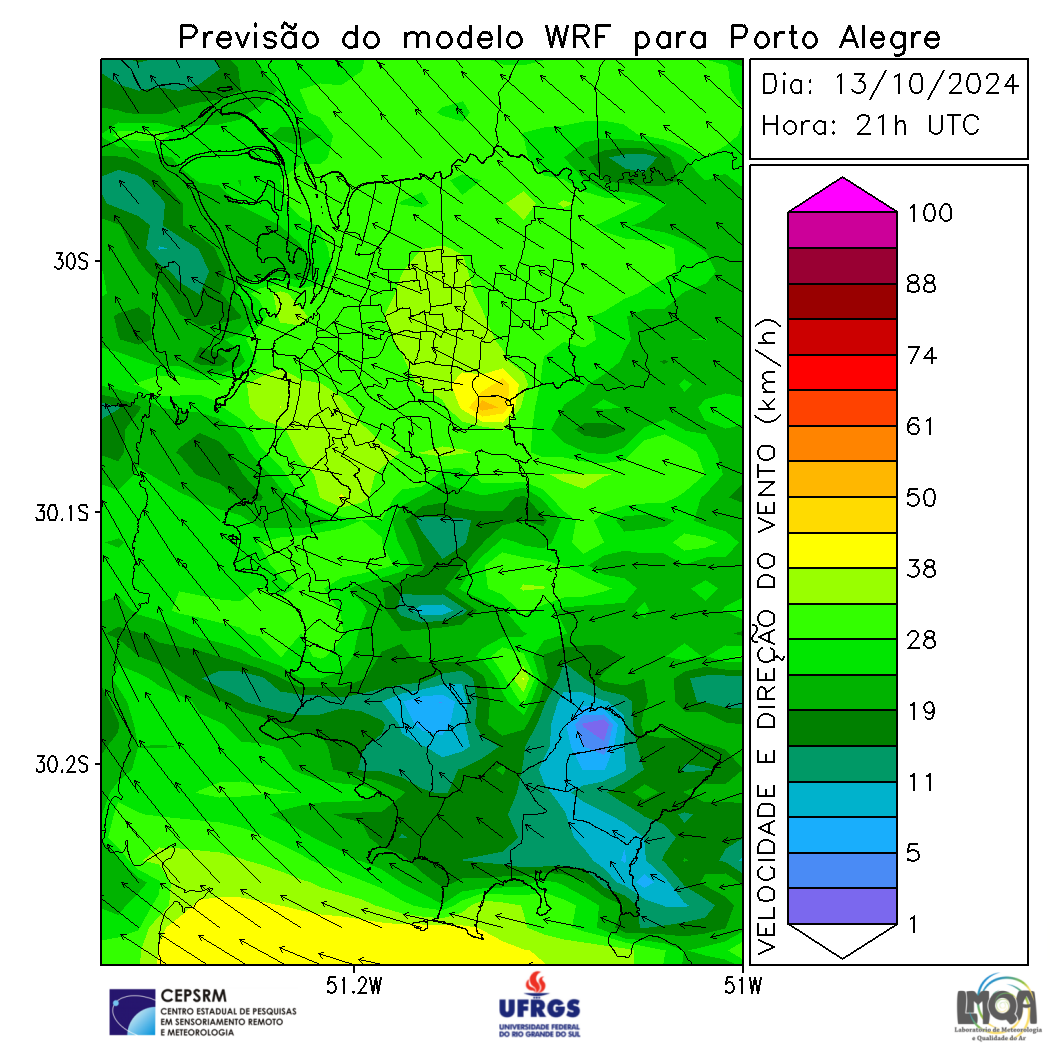 Previsão do modelo WRF para Porto Alegre
Dia: 13/10/2024
Hora: 21h UTC
30S
30.1S
30.2S
51.2W
51W
VELOCIDADE E DIREÇÃO DO VENTO (km/h)
100
88
74
61
50
38
28
19
11
5
1
CEPSRM
CENTRO ESTADUAL DE PESQUISAS
EM SENSORIAMENTO REMOTO
E METEOROLOGIA
UFRGS
UNIVERSIDADE FEDERAL
DO RIO GRANDE DO SUL
LMQA
Laboratório de Meteorologia
e Qualidade do Ar